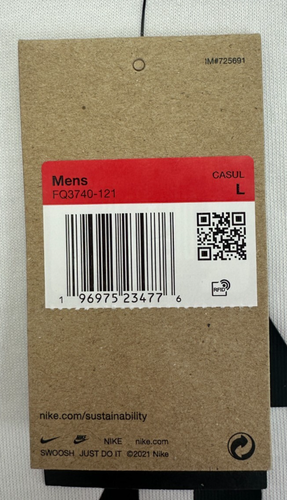 IM#725691
Mens CASUL
FQ3740-121 L
1 96975 23477 6
RFID
nike.com/sustainability
NIKE nike.com
SWOOSH JUST DO IT ©2021 Nike